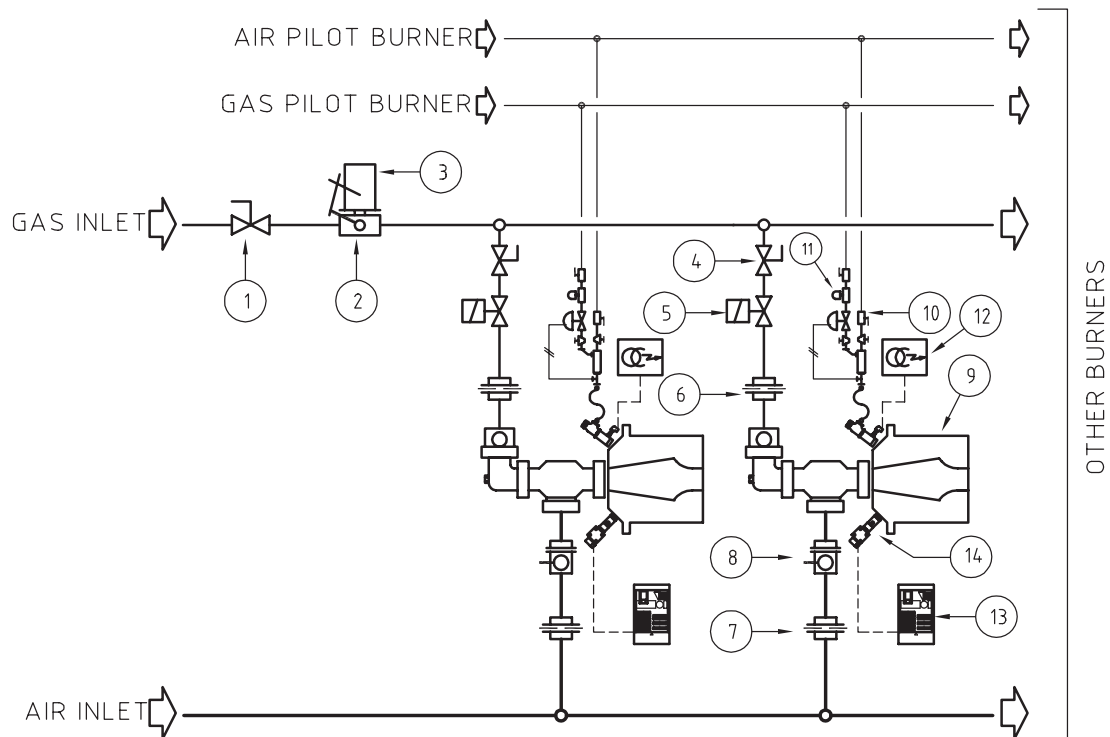 AIR PILOT BURNER
GAS PILOT BURNER
3
GAS INLET
1
2
4
11
5
10
12
6
9
OTHER BURNERS
8
14
7
13
AIR INLET